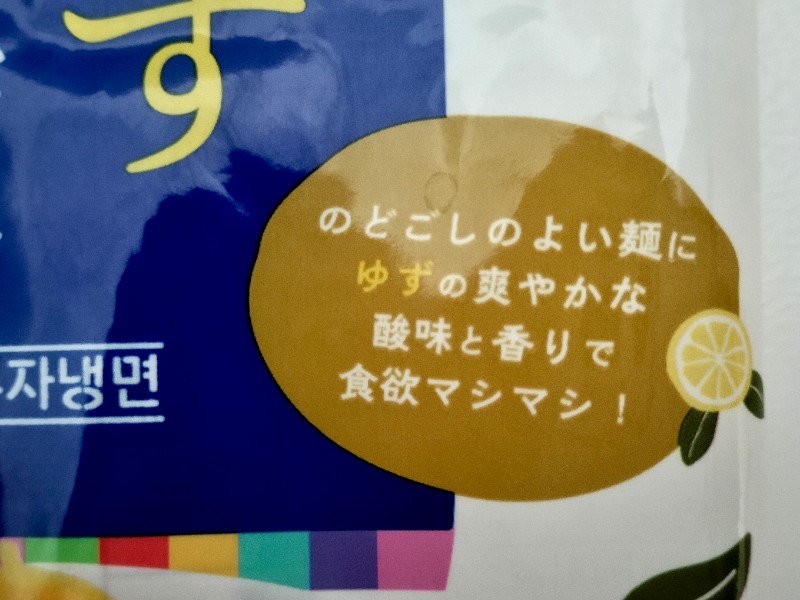 ず
のどごしのよい麺に
ゆずの爽やかな
酸味と香りで
食欲マシマシ！
자냉면